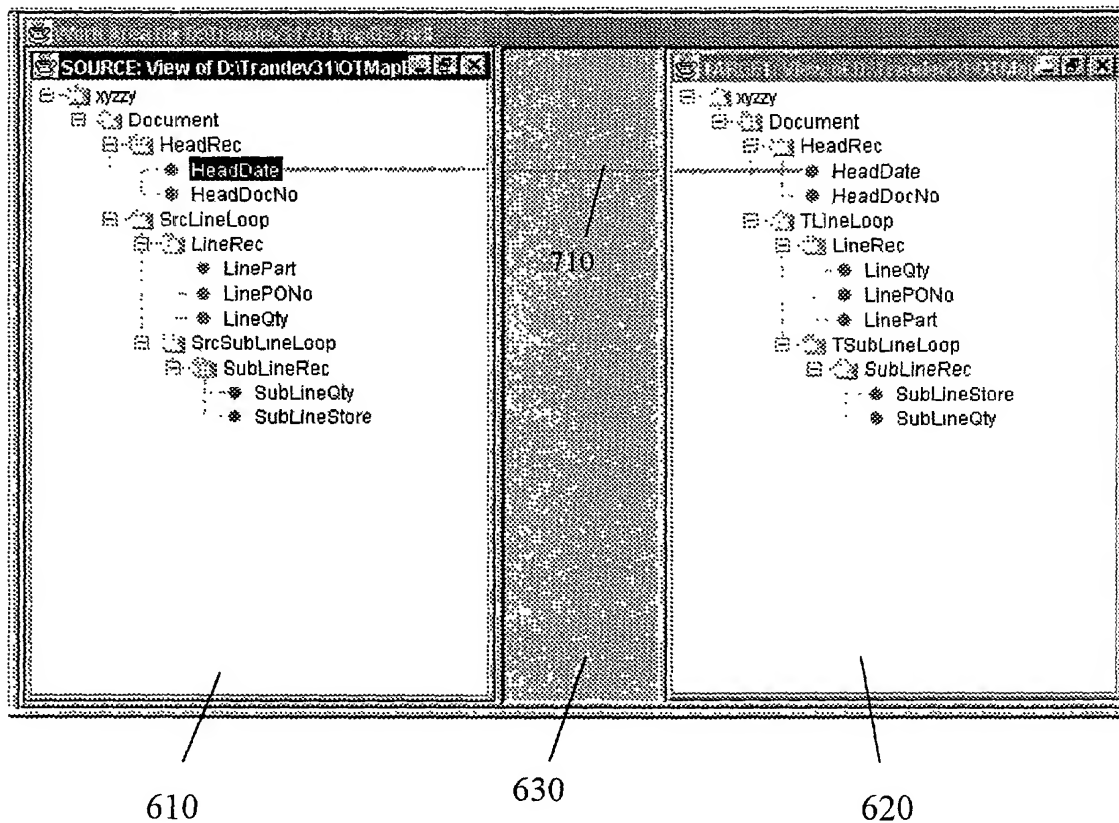 SOURCE: View of D:\Trandev31\OTMapI
xyzzy
Document
HeadRec
HeadDate
HeadDocNo
SrcLineLoop
LineRec
LinePart
LinePONo
LineQty
SrcSubLineLoop
SubLineRec
SubLineQty
SubLineStore
710
xyzzy
Document
HeadRec
HeadDate
HeadDocNo
TLineLoop
LineRec
LineQty
LinePONo
LinePart
TSubLineLoop
SubLineRec
SubLineStore
SubLineQty
610
630
620